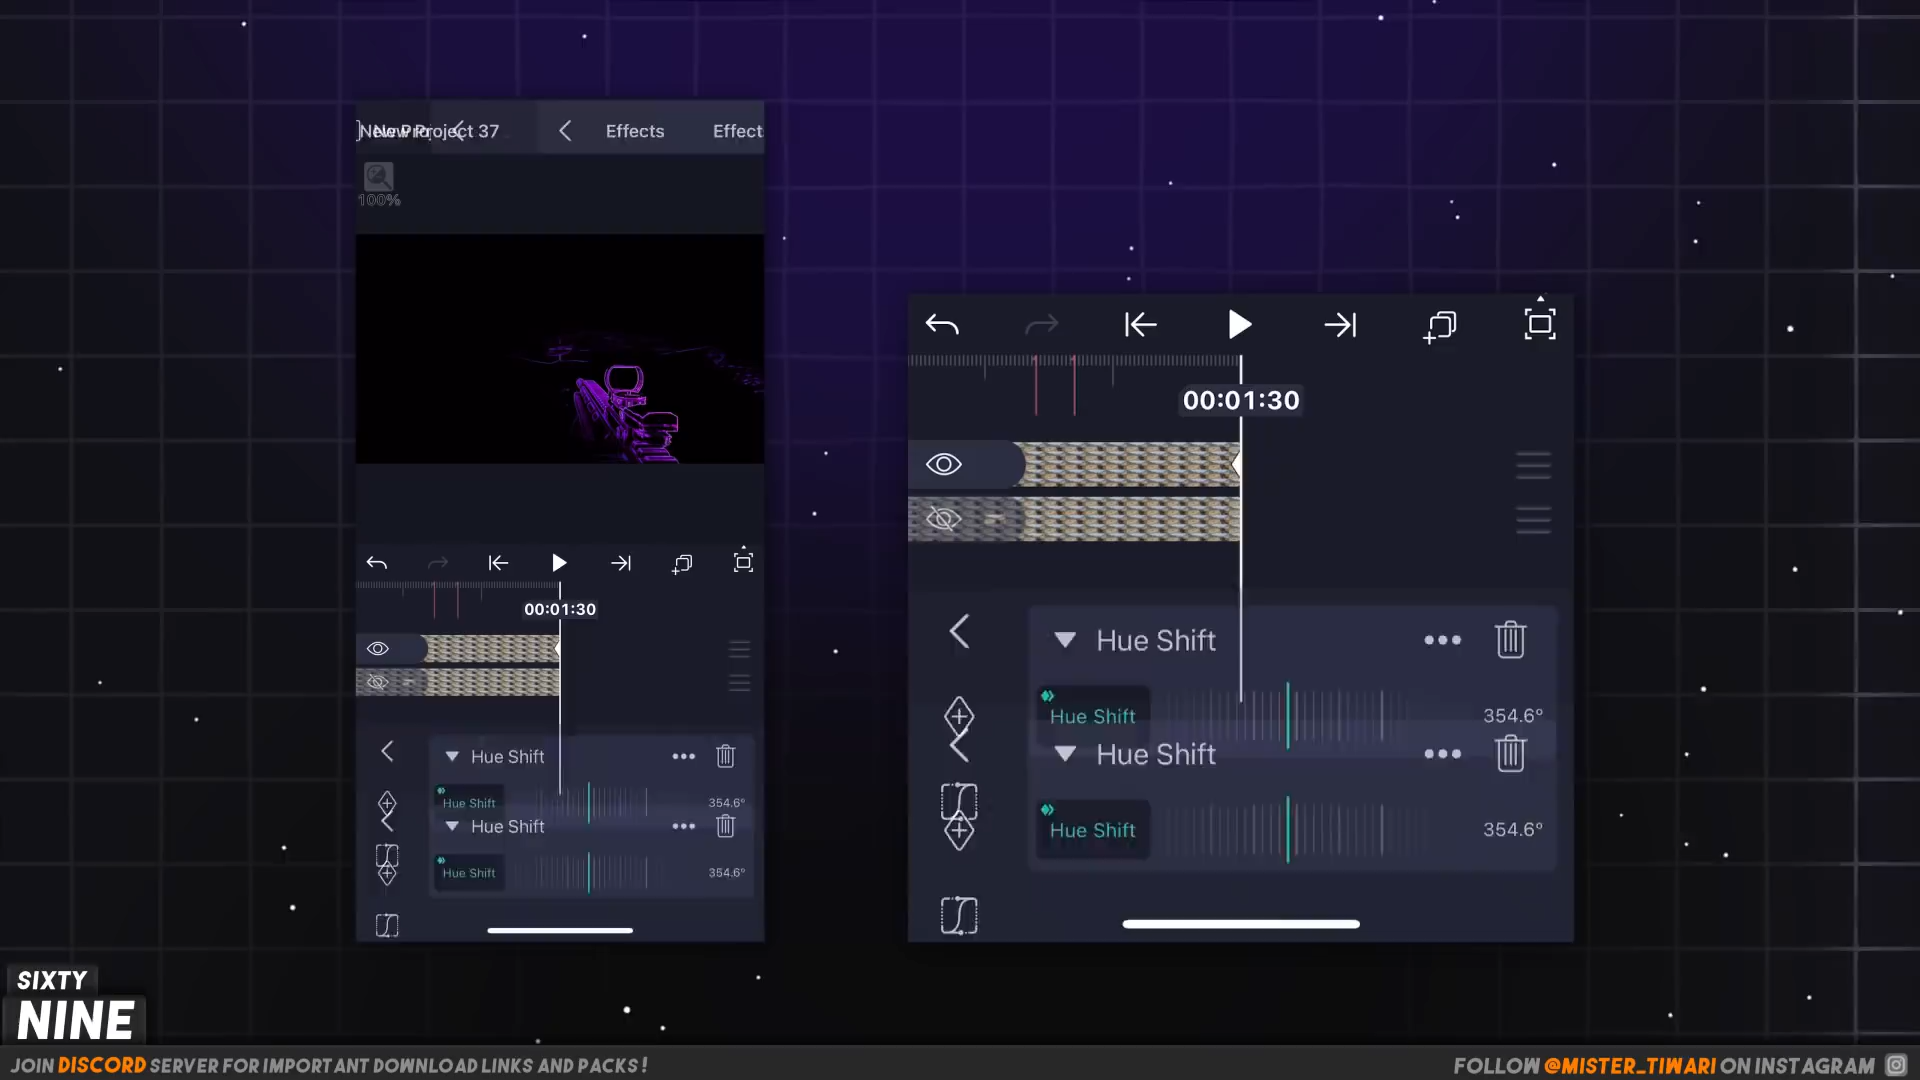 New Project 37
Effects
Effect
100%
00:01:30
Hue Shift
Hue Shift
354.6°
Hue Shift
Hue Shift
354.6°
00:01:30
Hue Shift
Hue Shift
354.6°
Hue Shift
Hue Shift
354.6°
SIXTY
NINE
JOIN DISCORD SERVER FOR IMPORTANT DOWNLOAD LINKS AND PACKS!
FOLLOW @MISTER_TIWARI ON INSTAGRAM